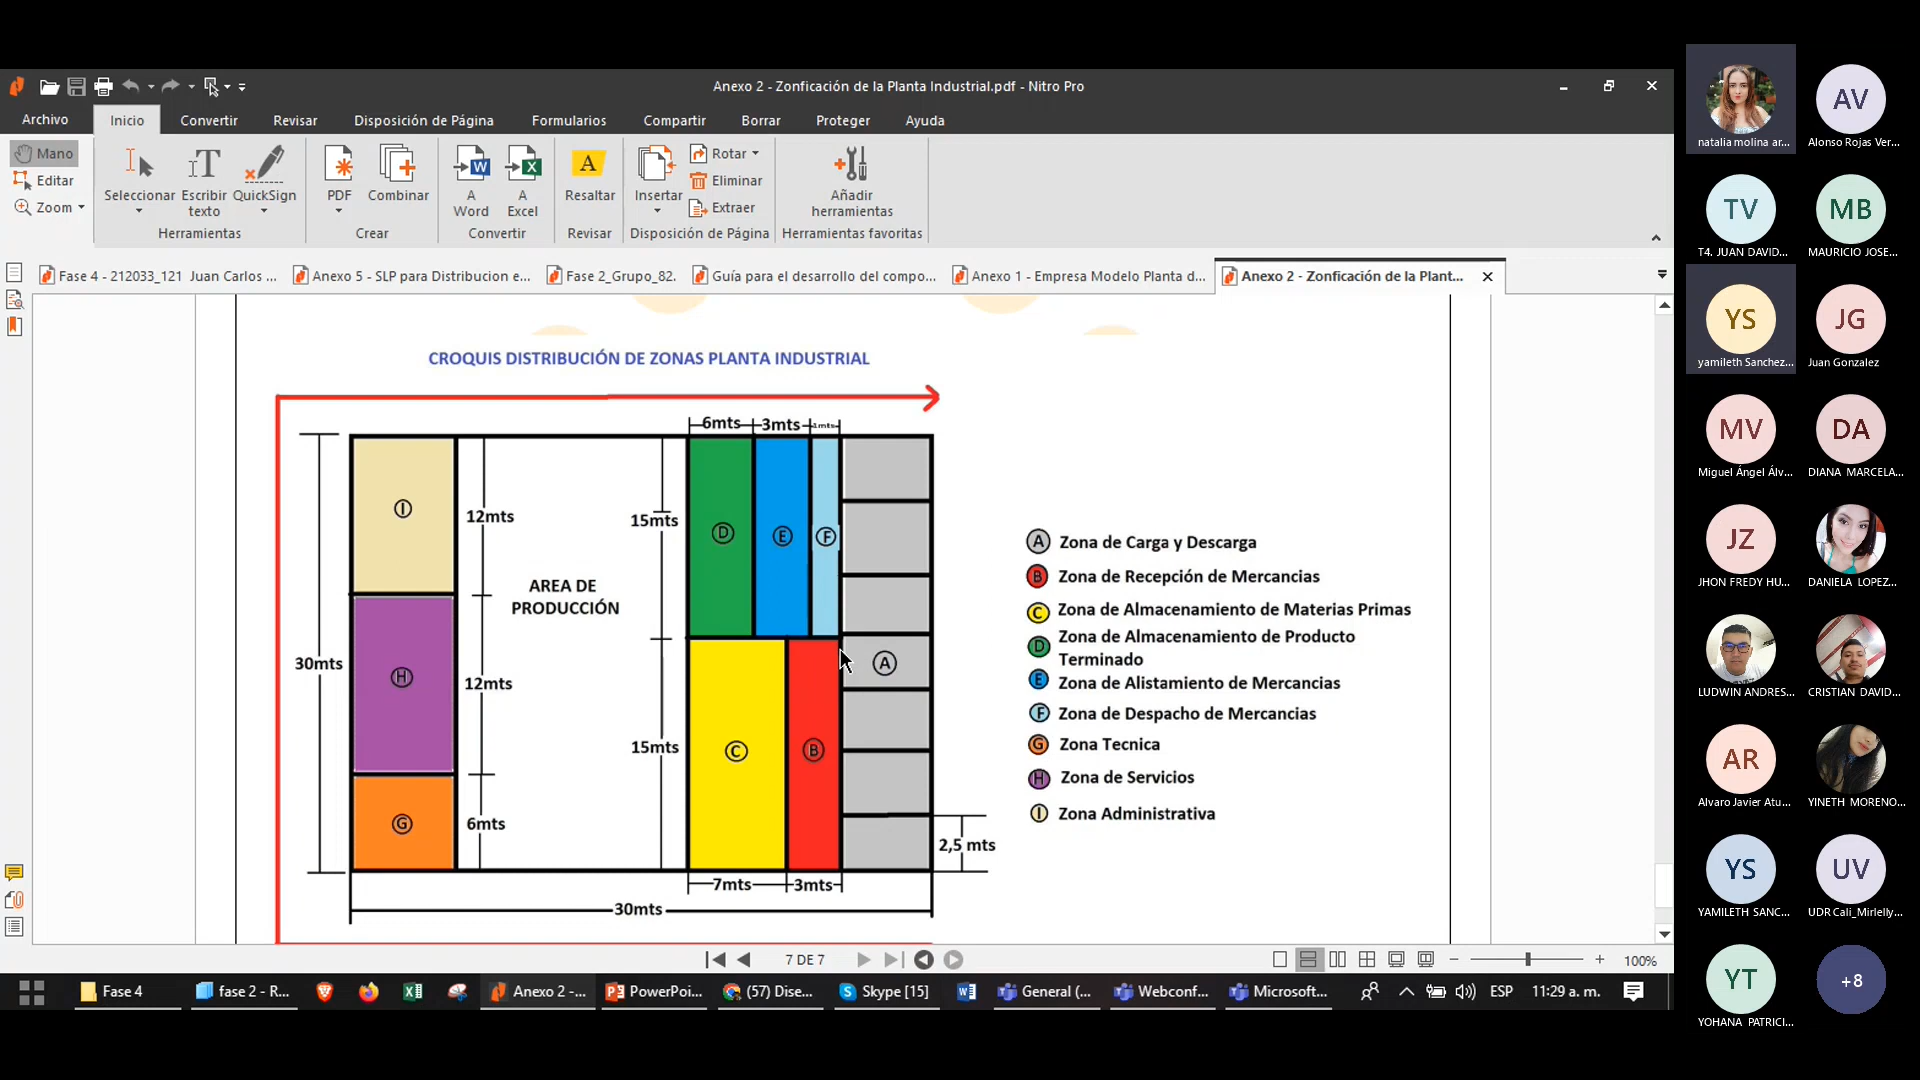 Anexo 2 - Zonficación de la Planta Industrial.pdf - Nitro Pro
Archivo Inicio Convertir Revisar Disposición de Página Formularios Compartir Borrar Proteger Ayuda
Mano
Editar
Zoom
Seleccionar
Escribir texto
QuickSign
Herramientas
PDF
Combinar
Crear
A Word
A Excel
Convertir
Resaltar
Revisar
Insertar
Rotar
Eliminar
Extraer
Disposición de Página
Añadir herramientas
Herramientas favoritas
Fase 4 - 212033_121 Juan Carlos ...
Anexo 5 - SLP para Distribucion e...
Fase 2_Grupo_82.
Guía para el desarrollo del compo...
Anexo 1 - Empresa Modelo Planta d...
Anexo 2 - Zonficación de la Plant...
CROQUIS DISTRIBUCIÓN DE ZONAS PLANTA INDUSTRIAL
6mts 3mts 1mts
I
12mts
15mts
D
E
F
AREA DE
PRODUCCIÓN
30mts
H
12mts
A
15mts
C
B
G
6mts
2,5 mts
7mts 3mts
30mts
A Zona de Carga y Descarga
B Zona de Recepción de Mercancias
C Zona de Almacenamiento de Materias Primas
D Zona de Almacenamiento de Producto
Terminado
E Zona de Alistamiento de Mercancias
F Zona de Despacho de Mercancias
G Zona Tecnica
H Zona de Servicios
I Zona Administrativa
7 DE 7
100%
Fase 4
fase 2 - R...
Anexo 2 -...
PowerPoi...
(57) Dise...
Skype [15]
General (...
Webconf...
Microsoft...
ESP
11:29 a. m.
natalia molina ar...
AV
Alonso Rojas Ver...
TV
T4. JUAN DAVID...
MB
MAURICIO JOSE...
YS
yamileth Sanchez...
JG
Juan Gonzalez
MV
Miguel Ángel Álv...
DA
DIANA MARCELA...
JZ
JHON FREDY HU...
DANIELA LOPEZ...
LUDWIN ANDRES...
CRISTIAN DAVID...
AR
Alvaro Javier Atu...
YINETH MORENO...
YS
YAMILETH SANC...
UV
UDR Cali_Mirlelly...
YT
YOHANA PATRICI...
+8